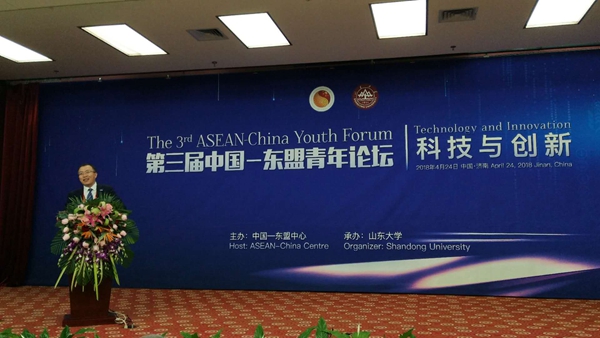 The 3rd ASEAN-China Youth Forum
第三届中国—东盟青年论坛
Technology and Innovation
科技与创新
2018年4月24日 中国·济南 April 24, 2018 Jinan, China
主办：中国—东盟中心
Host: ASEAN-China Centre
承办：山东大学
Organizer: Shandong University